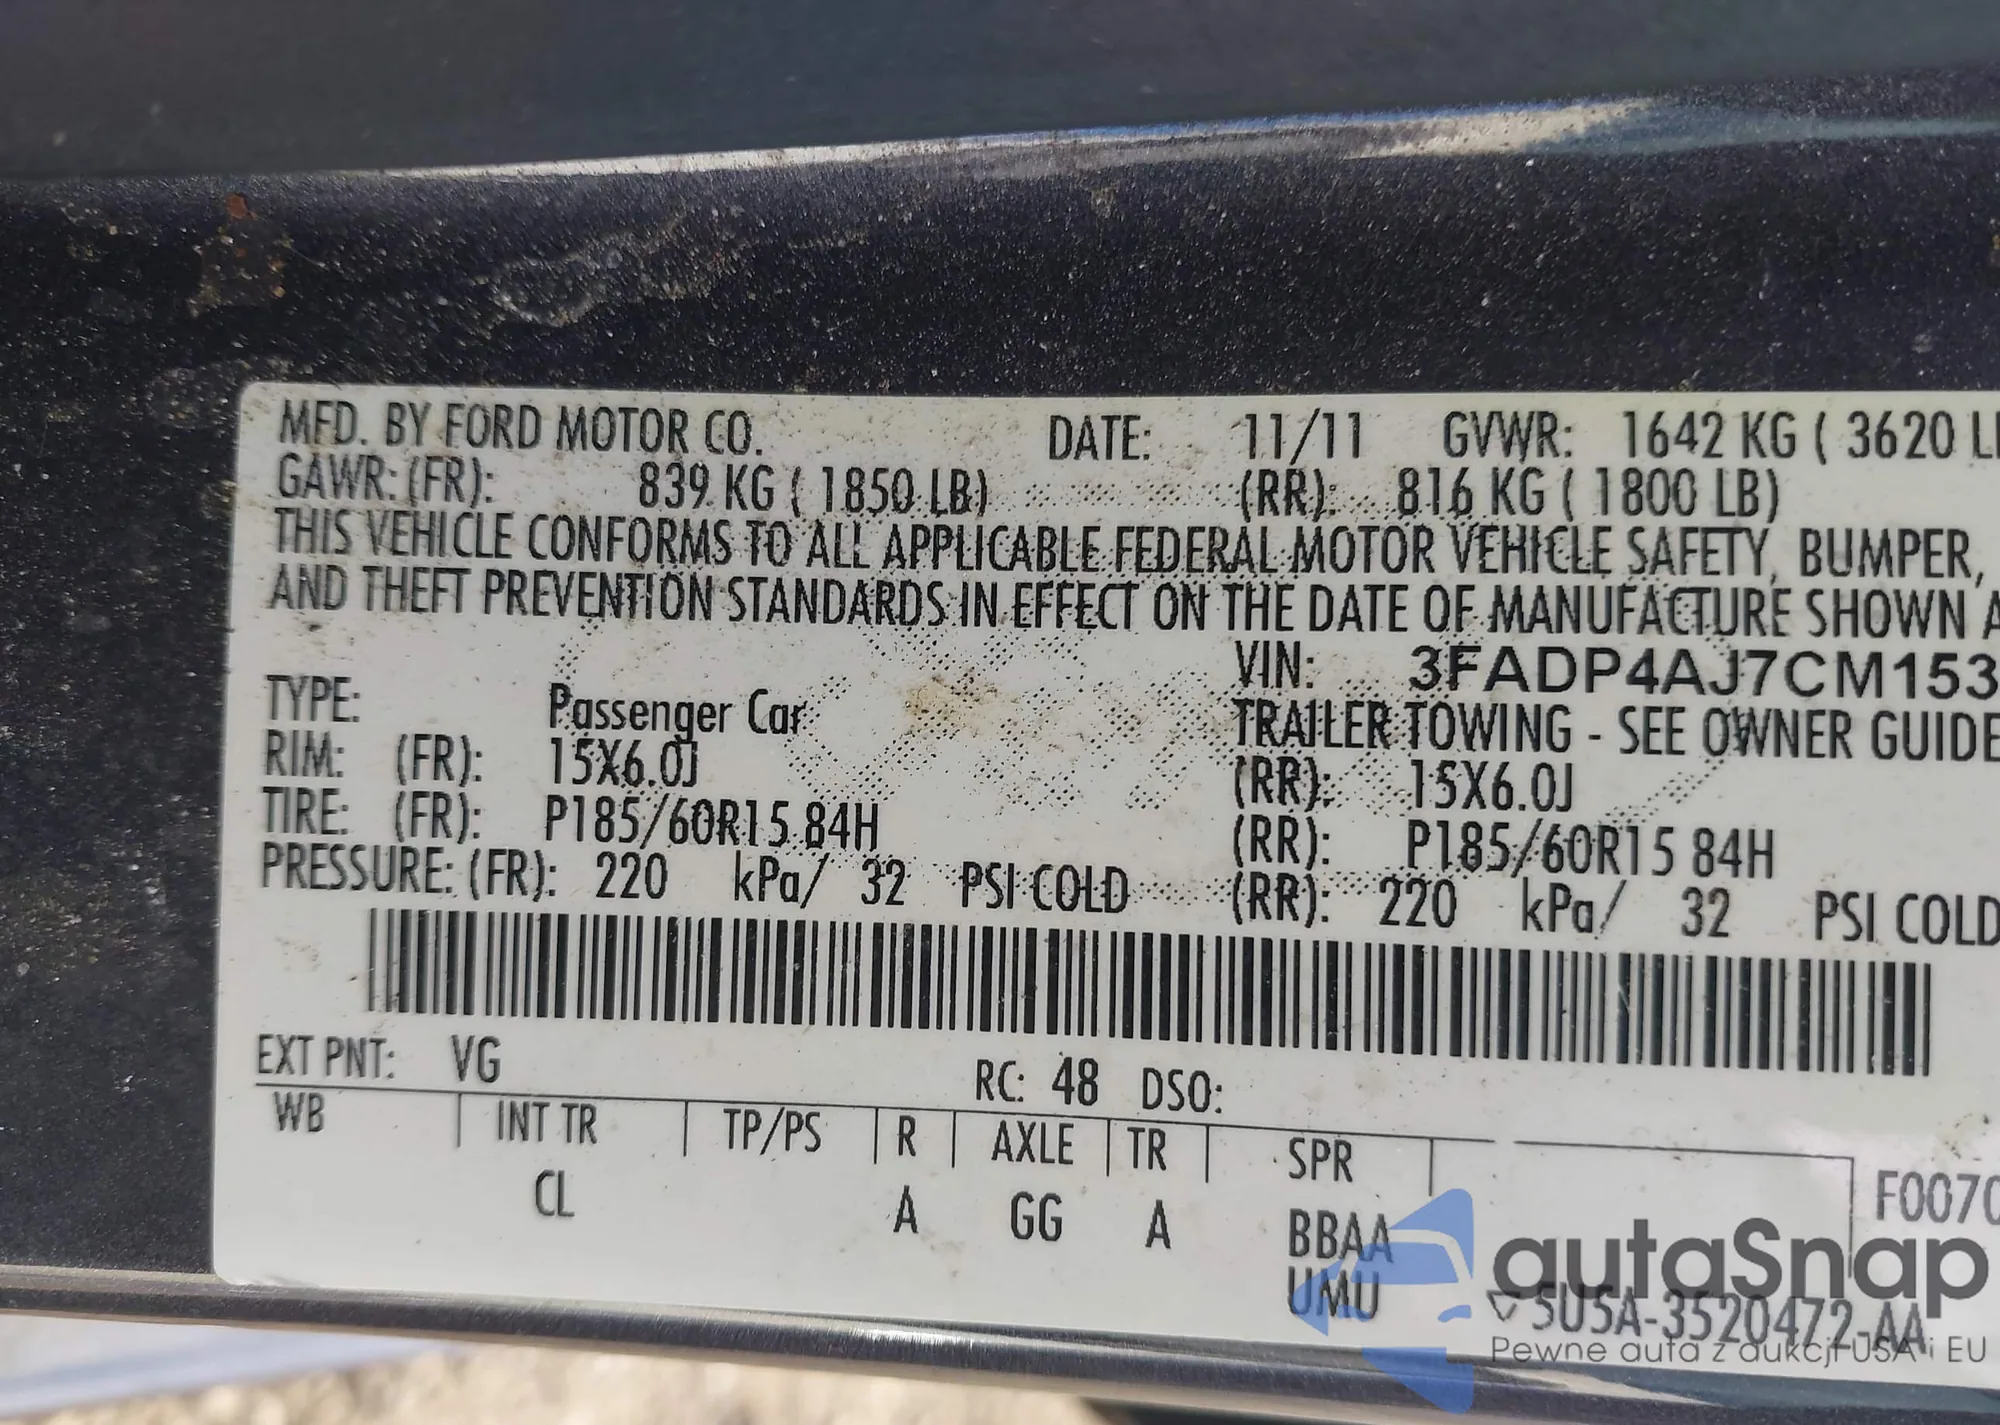 MFD. BY FORD MOTOR CO. DATE: 11/11 GVWR: 1642 KG ( 3620 L
GAWR: (FR): 839 KG ( 1850 LB) (RR): 816 KG ( 1800 LB)
THIS VEHICLE CONFORMS TO ALL APPLICABLE FEDERAL MOTOR VEHICLE SAFETY, BUMPER,
AND THEFT PREVENTION STANDARDS IN EFFECT ON THE DATE OF MANUFACTURE SHOWN A
VIN: 3FADP4AJ7CM153
TYPE: Passenger Car TRAILER TOWING - SEE OWNER GUIDE
RIM: (FR): 15X6.0J (RR): 15X6.0J
TIRE: (FR): P185/60R15 84H (RR): P185/60R15 84H
PRESSURE: (FR): 220 kPa/ 32 PSI COLD (RR): 220 kPa/ 32 PSI COLD
EXT PNT: VG RC: 48 DSO:
WB INT TR TP/PS R AXLE TR SPR
CL A GG A BBAA
UMU
F0070
autaSnap
5U5A-3520472-AA
Pewne auta z aukcji USA i EU